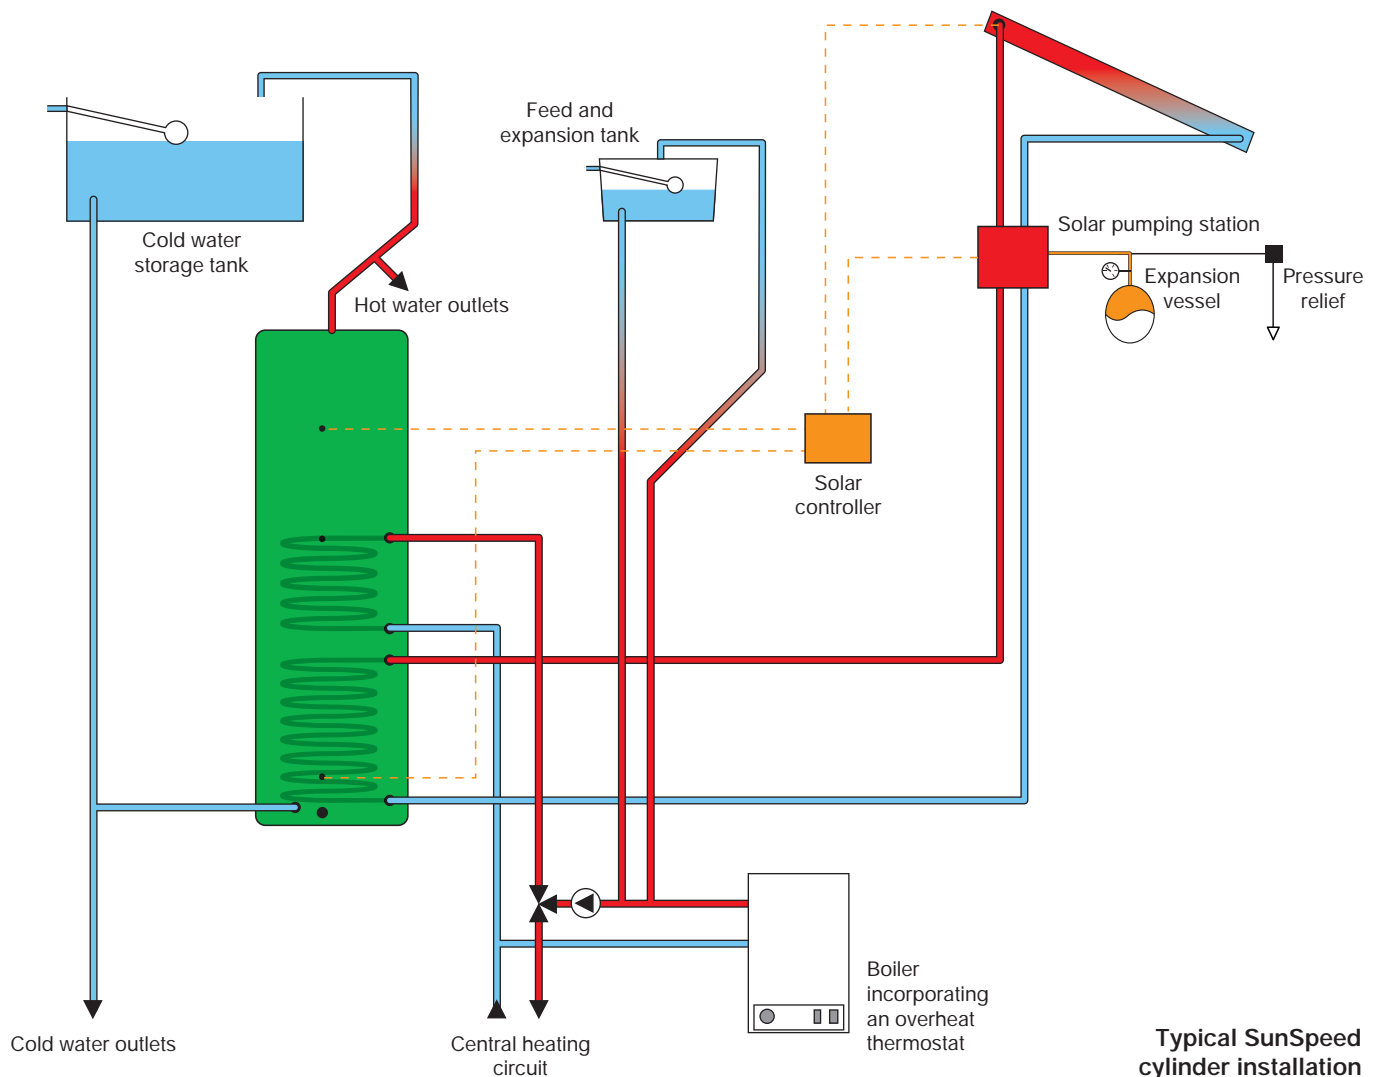 Feed and
expansion tank
Cold water
storage tank
Hot water outlets
Solar pumping station
Expansion
vessel
Pressure
relief
Solar
controller
Boiler
incorporating
an overheat
thermostat
Cold water outlets
Central heating
circuit
Typical SunSpeed
cylinder installation